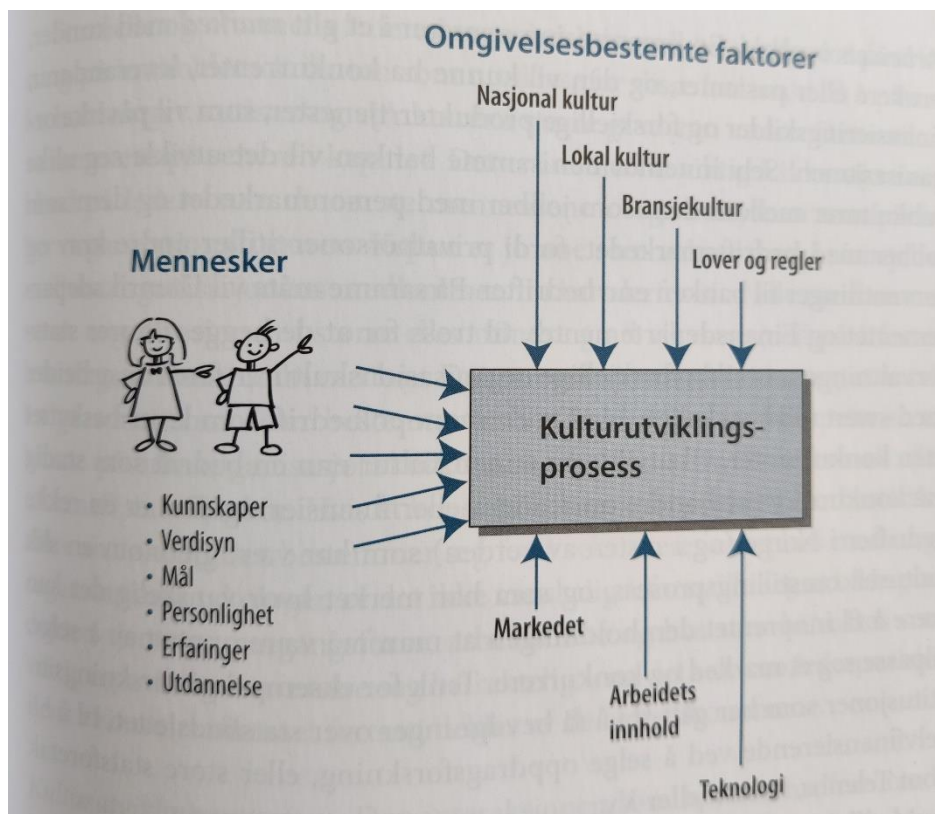 Omgivelsesbestemte faktorer
Nasjonal kultur
Lokal kultur
Bransjekultur
Lover og regler
Mennesker
Kulturutviklings-
prosess
• Kunnskaper
• Verdisyn
• Mål
• Personlighet
• Erfaringer
• Utdannelse
Markedet
Arbeidets
innhold
Teknologi